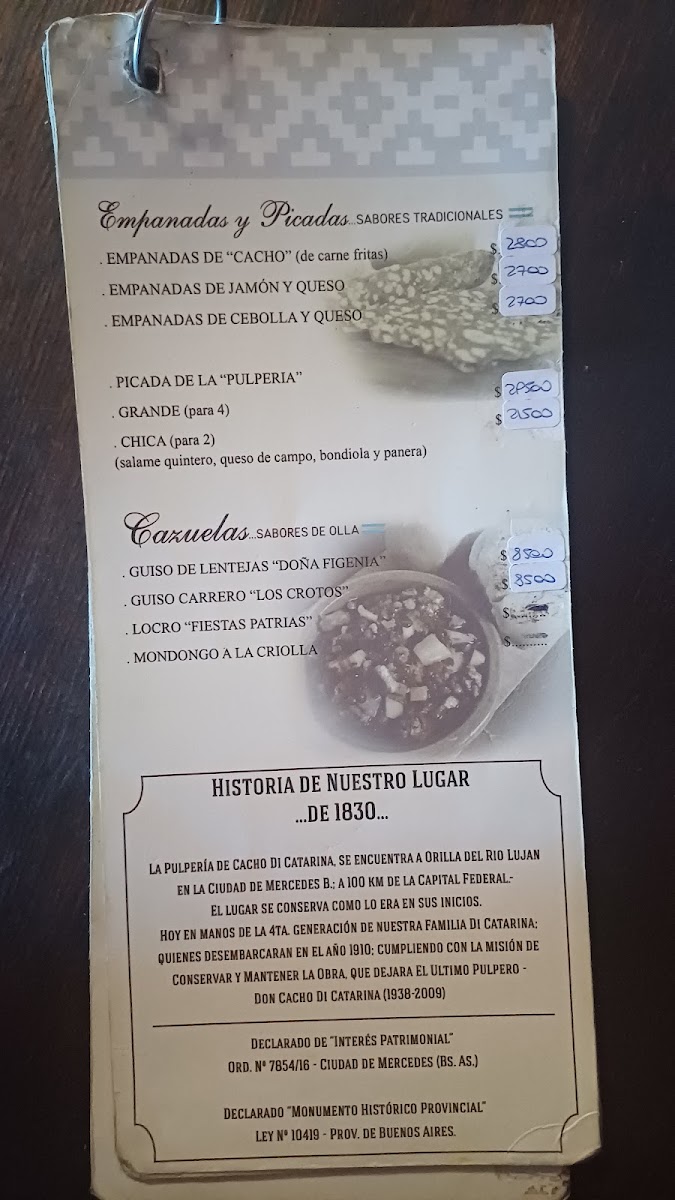 Empanadas y Picadas...SABORES TRADICIONALES
. EMPANADAS DE “CACHO” (de carne fritas) $ 2800
. EMPANADAS DE JAMÓN Y QUESO $ 2700
. EMPANADAS DE CEBOLLA Y QUESO $ 2700
. PICADA DE LA “PULPERIA”
. GRANDE (para 4) $
. CHICA (para 2) $ 21500
(salame quintero, queso de campo, bondiola y panera)
Cazuelas...SABORES DE OLLA
. GUISO DE LENTEJAS “DOÑA FIGENIA” $ 8500
. GUISO CARRERO “LOS CROTOS” $ 8500
. LOCRO “FIESTAS PATRIAS” $
. MONDONGO A LA CRIOLLA $..........
HISTORIA DE NUESTRO LUGAR
...DE 1830...
LA PULPERÍA DE CACHO DI CATARINA, SE ENCUENTRA A ORILLA DEL RIO LUJAN
EN LA CIUDAD DE MERCEDES B.; A 100 KM DE LA CAPITAL FEDERAL.-
EL LUGAR SE CONSERVA COMO LO ERA EN SUS INICIOS.
HOY EN MANOS DE LA 4TA. GENERACIÓN DE NUESTRA FAMILIA DI CATARINA;
QUIENES DESEMBARCARAN EN EL AÑO 1910; CUMPLIENDO CON LA MISIÓN DE
CONSERVAR Y MANTENER LA OBRA, QUE DEJARA EL ULTIMO PULPERO -
DON CACHO DI CATARINA (1938-2009)
DECLARADO DE “INTERÉS PATRIMONIAL”
ORD. Nº 7854/16 - CIUDAD DE MERCEDES (BS. AS.)
DECLARADO “MONUMENTO HISTÓRICO PROVINCIAL”
LEY Nº 10419 - PROV. DE BUENOS AIRES.